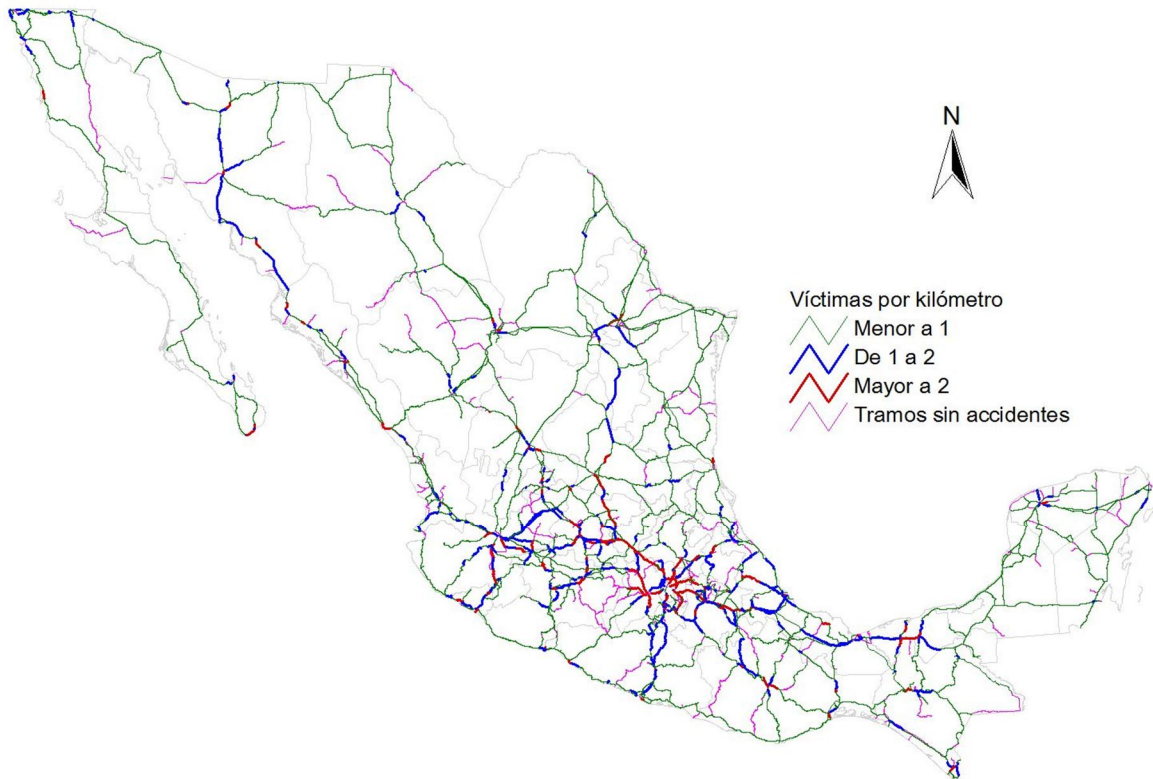 N
Víctimas por kilómetro
Menor a 1
De 1 a 2
Mayor a 2
Tramos sin accidentes